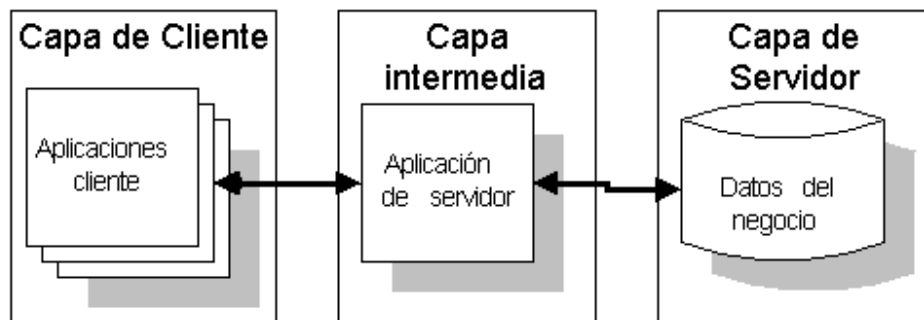 Capa de Cliente
Aplicaciones
cliente
Capa
intermedia
Aplicación
de servidor
Capa de
Servidor
Datos del
negocio